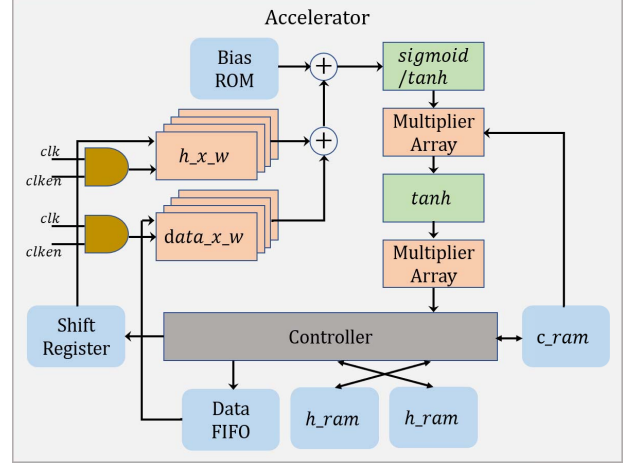 Accelerator
Bias
ROM
sigmoid
/tanh
Multiplier
Array
clk
clken
h_x_w
tanh
clk
clken
data_x_w
Multiplier
Array
Shift
Register
Controller
c_ram
Data
FIFO
h_ram
h_ram